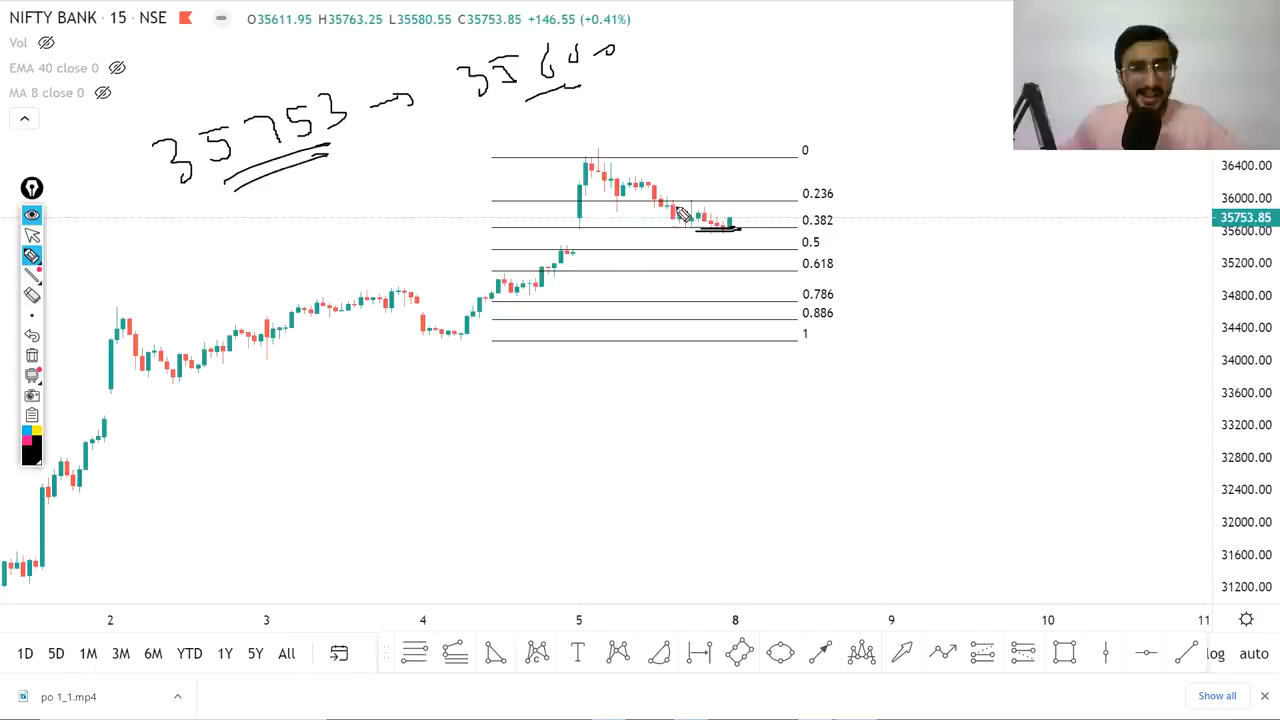 NIFTY BANK · 15 · NSE O35611.95 H35763.25 L35580.55 C35753.85 +146.55 (+0.41%)
Vol
EMA 40 close 0
MA 8 close 0
35753 → 35600
0
0.236
0.382
0.5
0.618
0.786
0.886
1
36400.00
36000.00
35753.85
35600.00
35200.00
34800.00
34400.00
34000.00
33600.00
33200.00
32800.00
32400.00
32000.00
31600.00
31200.00
2 3 4 5 8 9 10 11
1D 5D 1M 3M 6M YTD 1Y 5Y All log auto
po 1_1.mp4 Show all